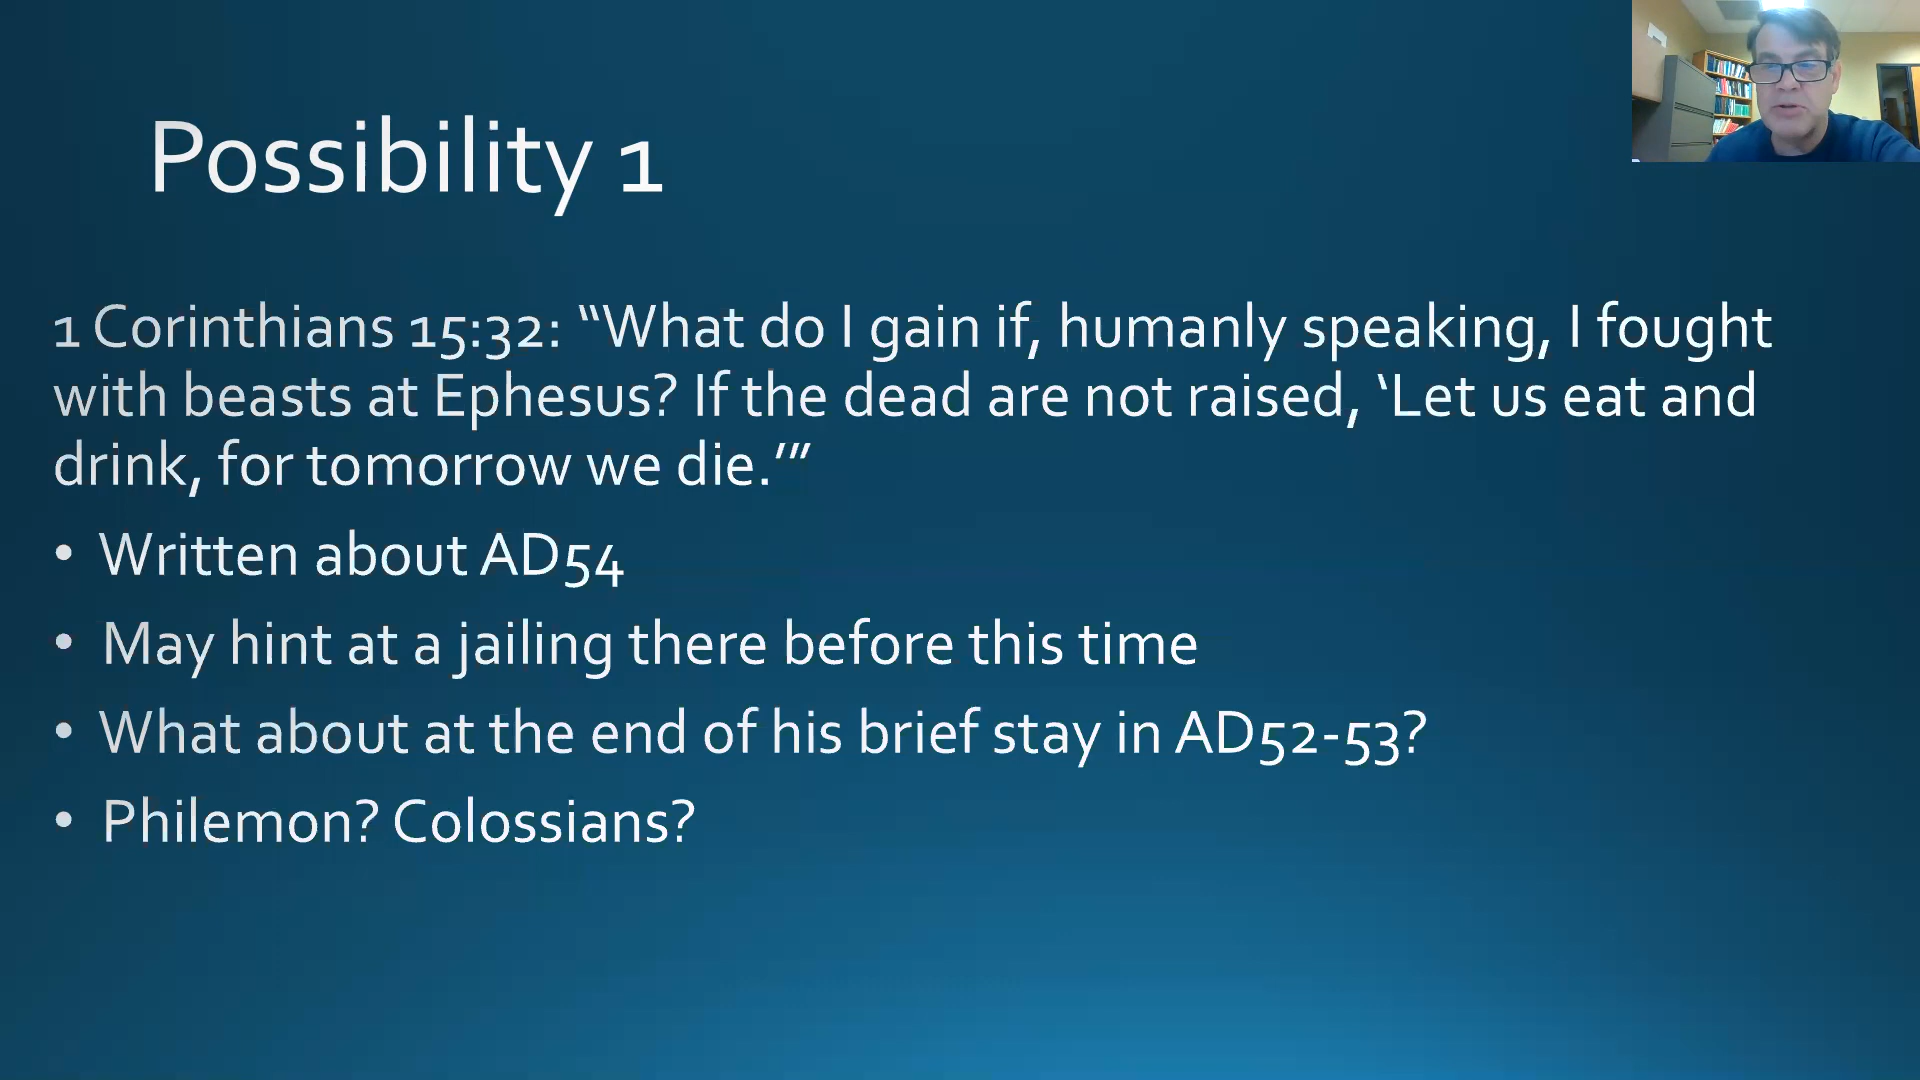 Possibility 1
1 Corinthians 15:32: “What do I gain if, humanly speaking, I fought
with beasts at Ephesus? If the dead are not raised, ‘Let us eat and
drink, for tomorrow we die.’”
• Written about AD54
• May hint at a jailing there before this time
• What about at the end of his brief stay in AD52-53?
• Philemon? Colossians?